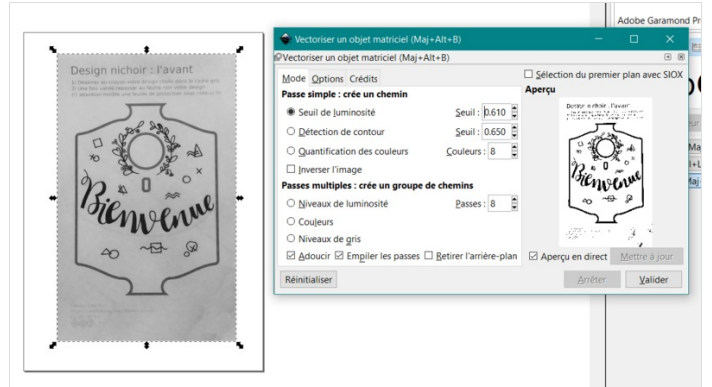 Adobe Garamond Pr
Vectoriser un objet matriciel (Maj+Alt+B)
Vectoriser un objet matriciel (Maj+Alt+B)
Mode Options Crédits
Sélection du premier plan avec SIOX
Passe simple : crée un chemin
Aperçu
Seuil de luminosité Seuil : 0.610
Détection de contour Seuil : 0.650
Quantification des couleurs Couleurs : 8
Inverser l'image
Passes multiples : crée un groupe de chemins
Niveaux de luminosité Passes : 8
Couleurs
Niveaux de gris
Adoucir Empiler les passes Retirer l'arrière-plan
Aperçu en direct Mettre à jour
Réinitialiser Arrêter Valider
Design nichoir : l'avant
Bienvenue
Design nichoir : l'avant
Bienvenue